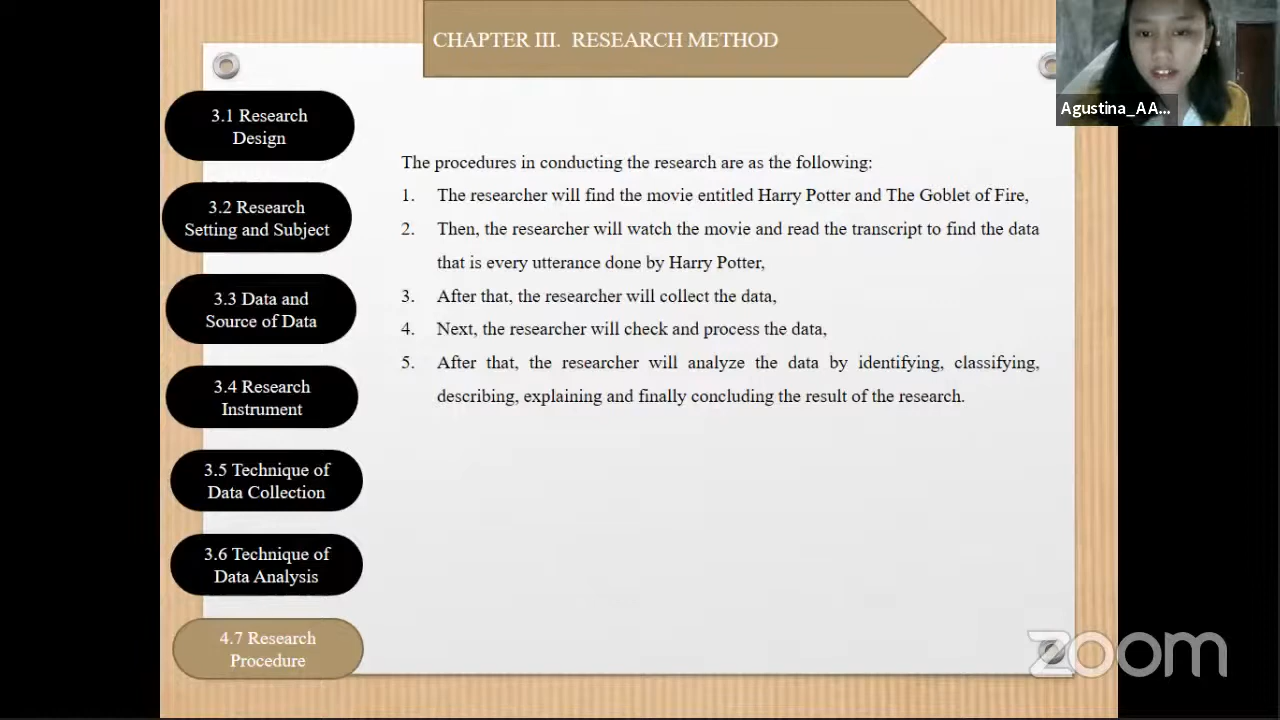 CHAPTER III. RESEARCH METHOD
Agustina_AA...
3.1 Research
Design
3.2 Research
Setting and Subject
3.3 Data and
Source of Data
3.4 Research
Instrument
3.5 Technique of
Data Collection
3.6 Technique of
Data Analysis
4.7 Research
Procedure
The procedures in conducting the research are as the following:
1. The researcher will find the movie entitled Harry Potter and The Goblet of Fire,
2. Then, the researcher will watch the movie and read the transcript to find the data
that is every utterance done by Harry Potter,
3. After that, the researcher will collect the data,
4. Next, the researcher will check and process the data,
5. After that, the researcher will analyze the data by identifying, classifying,
describing, explaining and finally concluding the result of the research.
zoom